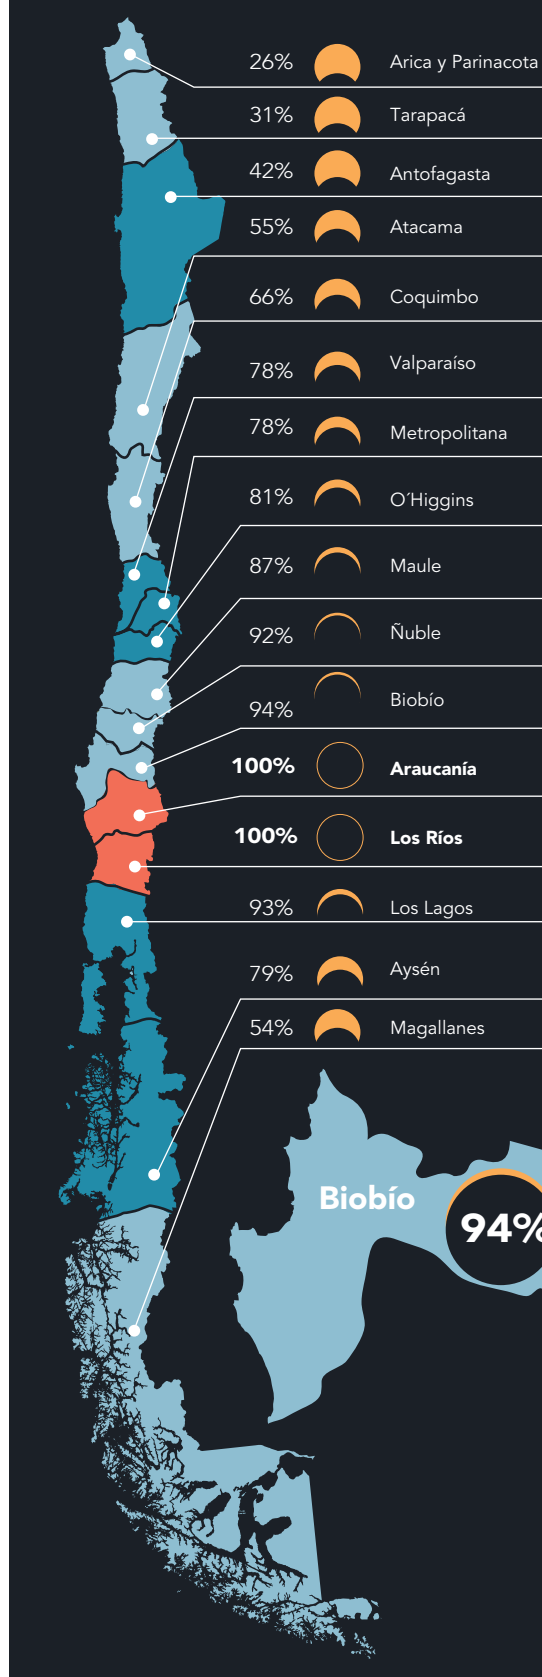 26% Arica y Parinacota
31% Tarapacá
42% Antofagasta
55% Atacama
66% Coquimbo
78% Valparaíso
78% Metropolitana
81% O´Higgins
87% Maule
92% Ñuble
94% Biobío
100% Araucanía
100% Los Ríos
93% Los Lagos
79% Aysén
54% Magallanes
Biobío
94%